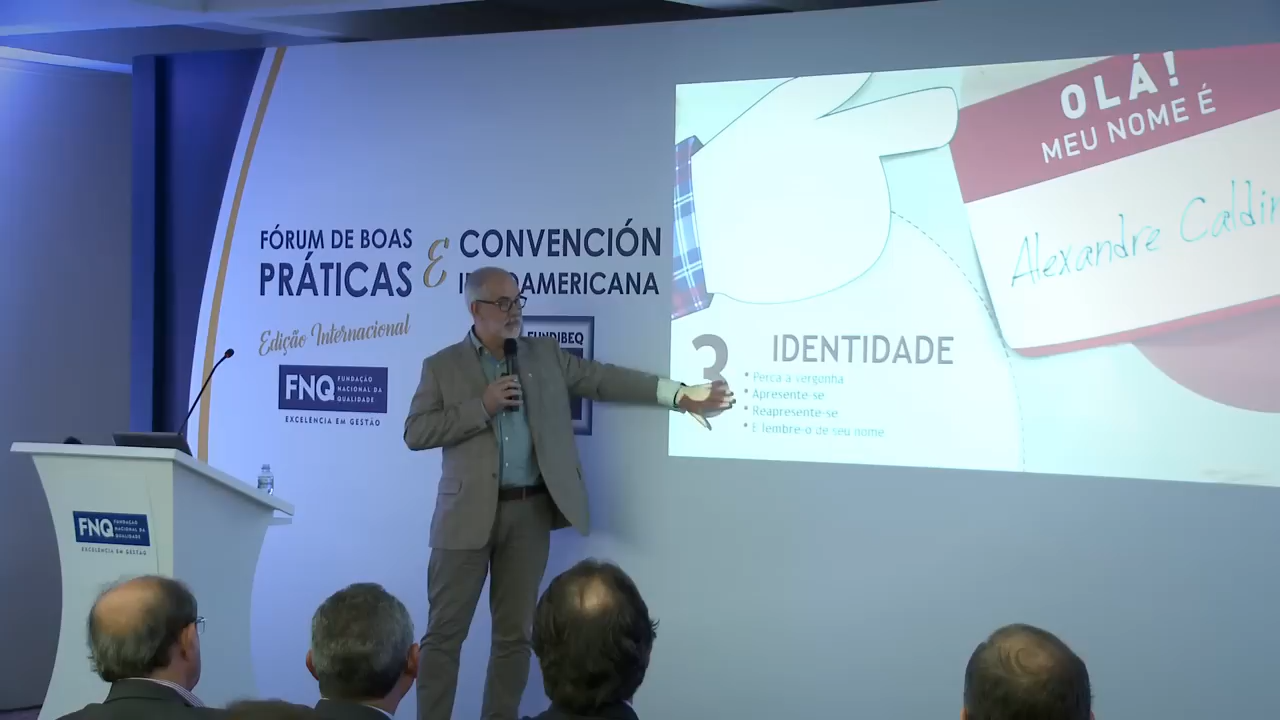 FÓRUM DE BOAS
PRÁTICAS
E
CONVENCIÓN
AMERICANA
Edição Internacional
FNQ
FUNDAÇÃO
NACIONAL DA
QUALIDADE
EXCELÊNCIA EM GESTÃO
FUNDIBEQ
OLÁ!
MEU NOME É
Alexandre
3
IDENTIDADE
• Perca a vergonha
• Apresente-se
• Reapresente-se
• E lembre-o de seu nome
FNQ
FUNDAÇÃO
NACIONAL DA
QUALIDADE
EXCELÊNCIA EM GESTÃO